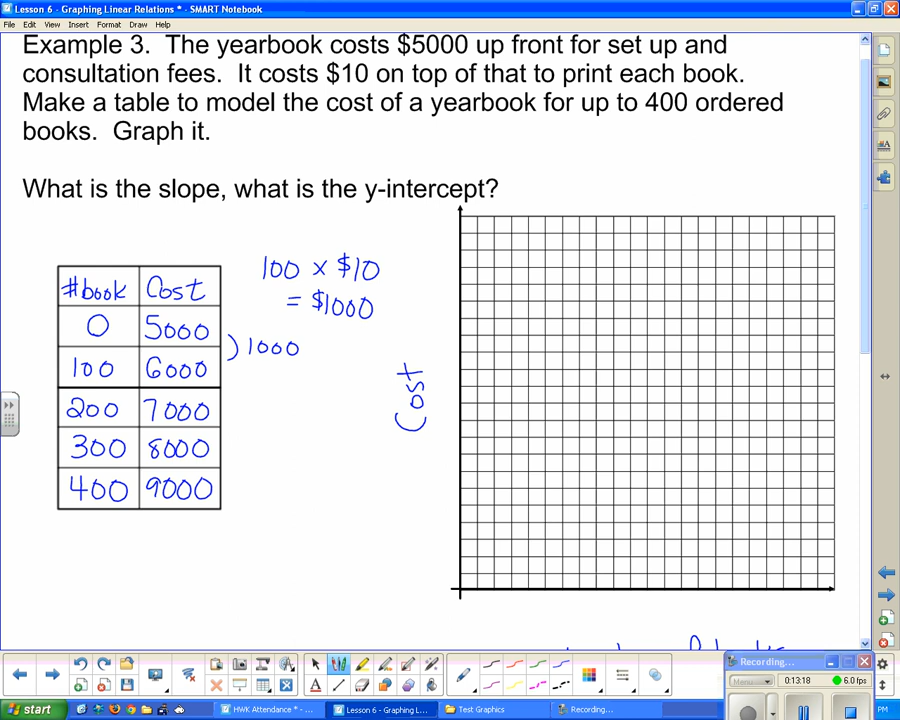 Lesson 6 - Graphing Linear Relations * - SMART Notebook
File Edit View Insert Format Draw Help
Example 3. The yearbook costs $5000 up front for set up and
consultation fees. It costs $10 on top of that to print each book.
Make a table to model the cost of a yearbook for up to 400 ordered
books. Graph it.
What is the slope, what is the y-intercept?
#book Cost
0 5000
100 6000
200 7000
300 8000
400 9000
100 x $10
= $1000
) 1000
Cost
Recording...
Menu
0:13:18 6.0 fps
start HWK Attendance * - ... Lesson 6 - Graphing L... Test Graphics Recording... PM